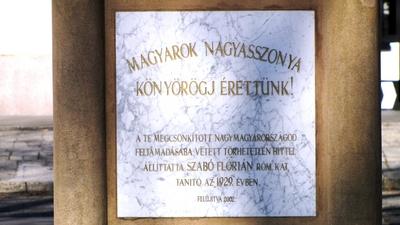 MAGYAROK NAGYASSZONYA
KÖNYÖRÖGJ ÉRETTÜNK!
A TE MEGCSONKÍTOTT NAGYMAGYARORSZÁGOD
FELTÁMADÁSÁBA VETETT TÖRHETETLEN HITTEL
ÁLLÍTTATTA SZABÓ FLÓRIÁN RÓM. KAT.
TANÍTÓ AZ 1929. ÉVBEN.
FELÚJÍTVA 2002.